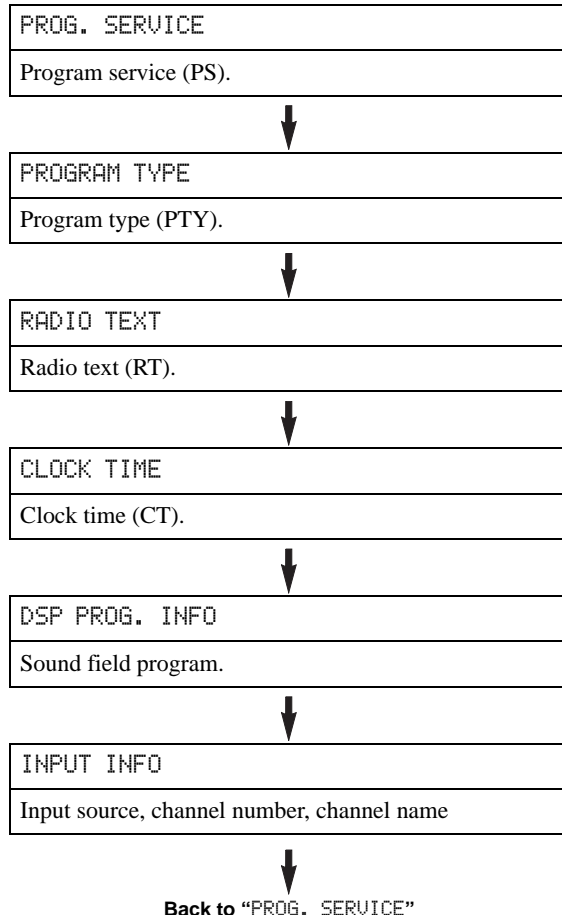 PROG. SERVICE
Program service (PS).
PROGRAM TYPE
Program type (PTY).
RADIO TEXT
Radio text (RT).
CLOCK TIME
Clock time (CT).
DSP PROG. INFO
Sound field program.
INPUT INFO
Input source, channel number, channel name
Back to “PROG. SERVICE”